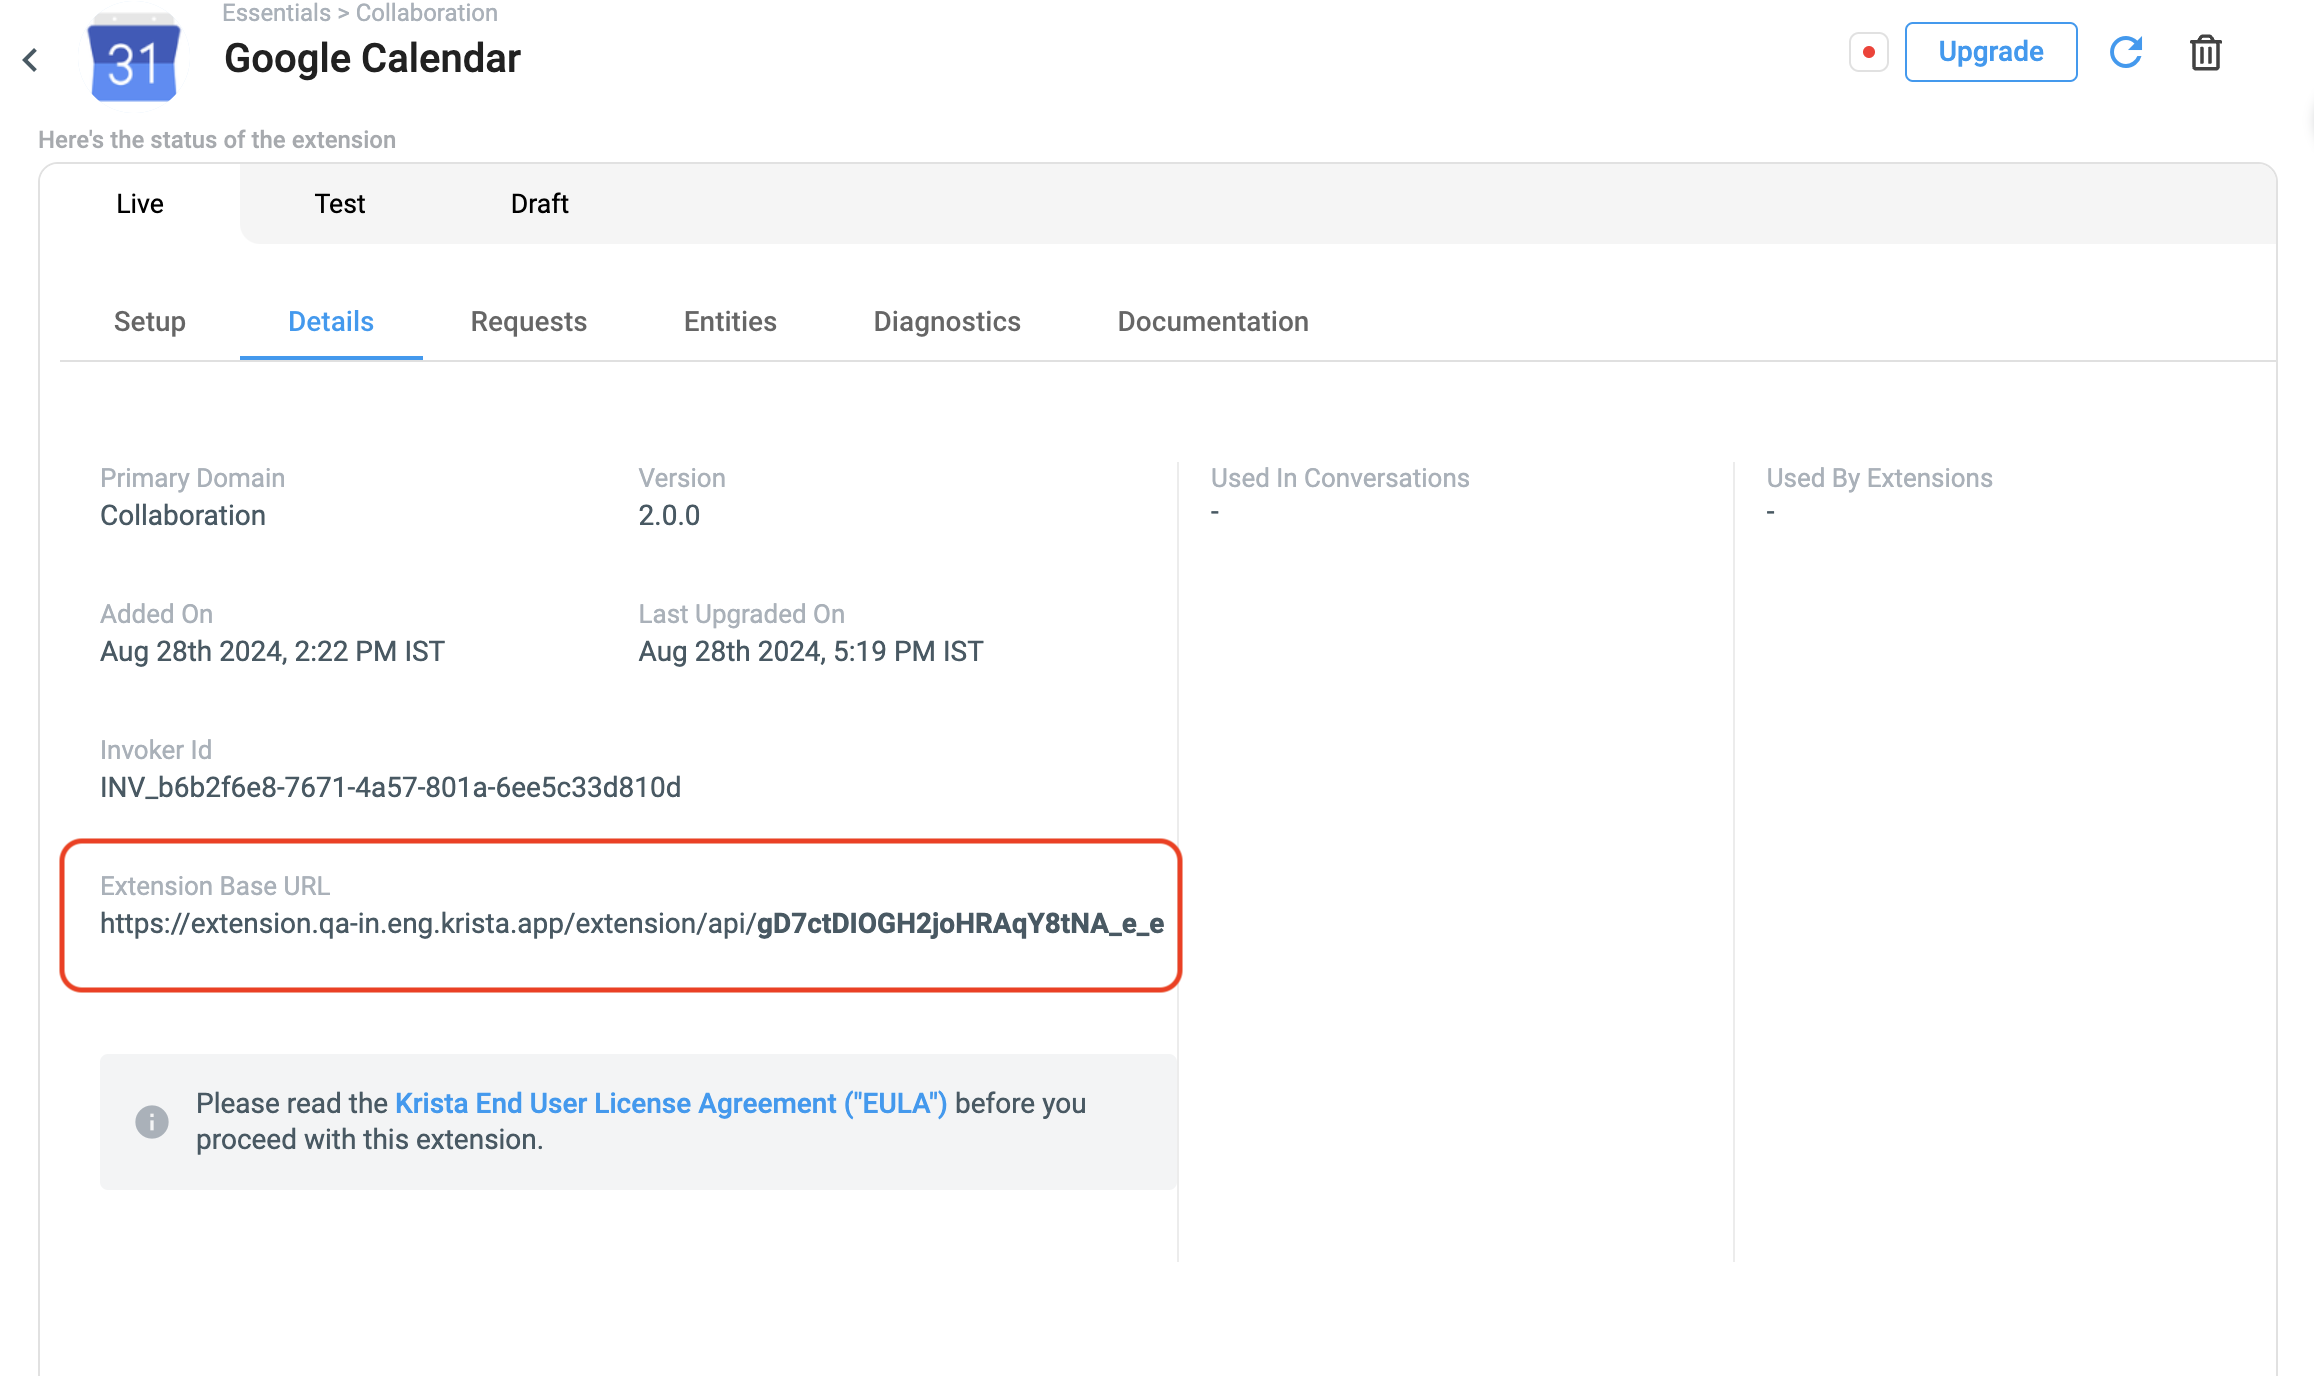 Essentials > Collaboration
31
Google Calendar
Upgrade
Here's the status of the extension
Live
Test
Draft
Setup
Details
Requests
Entities
Diagnostics
Documentation
Primary Domain
Collaboration
Version
2.0.0
Used In Conversations
-
Used By Extensions
-
Added On
Aug 28th 2024, 2:22 PM IST
Last Upgraded On
Aug 28th 2024, 5:19 PM IST
Invoker Id
INV_b6b2f6e8-7671-4a57-801a-6ee5c33d810d
Extension Base URL
https://extension.qa-in.eng.krista.app/extension/api/gD7ctDIOGH2joHRAqY8tNA_e_e
Please read the Krista End User License Agreement ("EULA") before you
proceed with this extension.